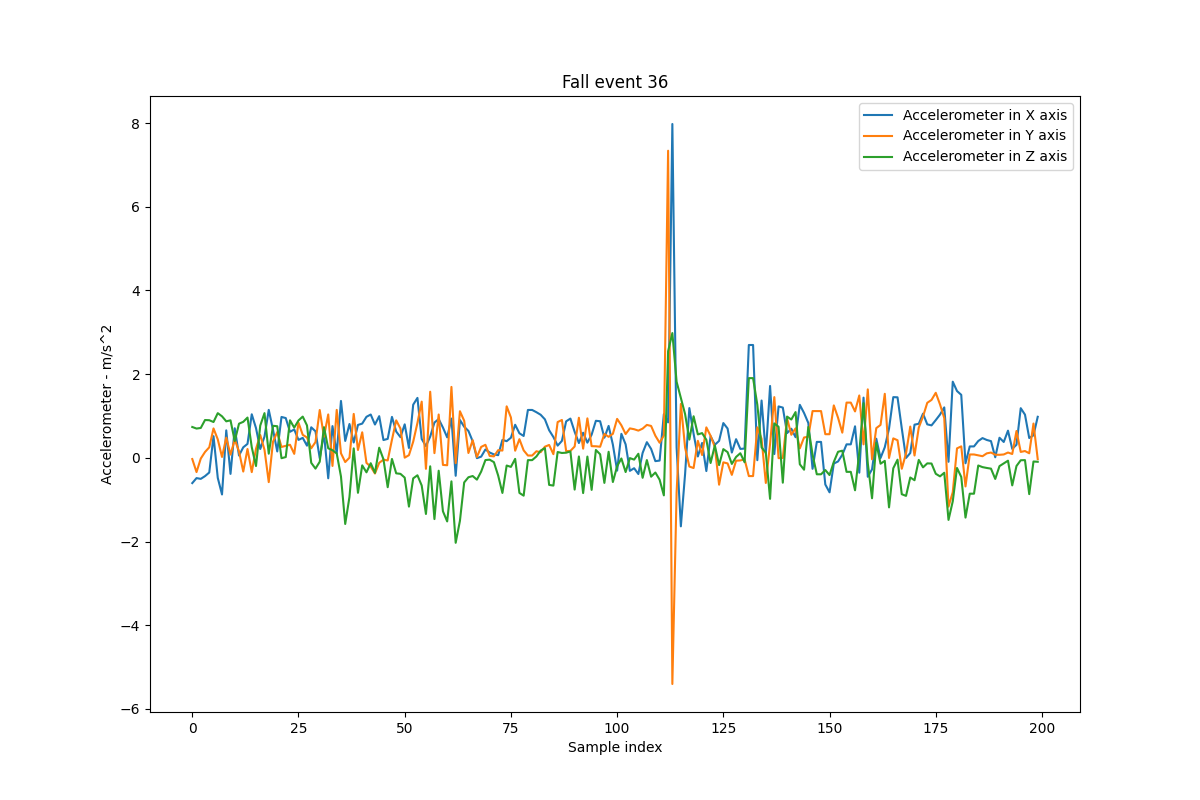 Fall event 36
Accelerometer in X axis
Accelerometer in Y axis
Accelerometer in Z axis
8
6
4
2
0
−2
−4
−6
Accelerometer - m/s^2
0 25 50 75 100 125 150 175 200
Sample index